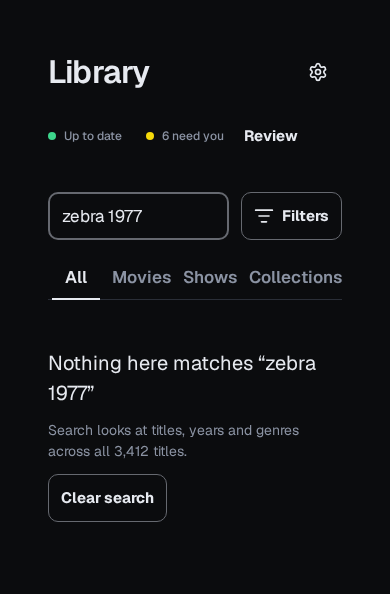 Library
Up to date 6 need you Review
zebra 1977 Filters
All Movies Shows Collections
Nothing here matches “zebra
1977”
Search looks at titles, years and genres
across all 3,412 titles.
Clear search